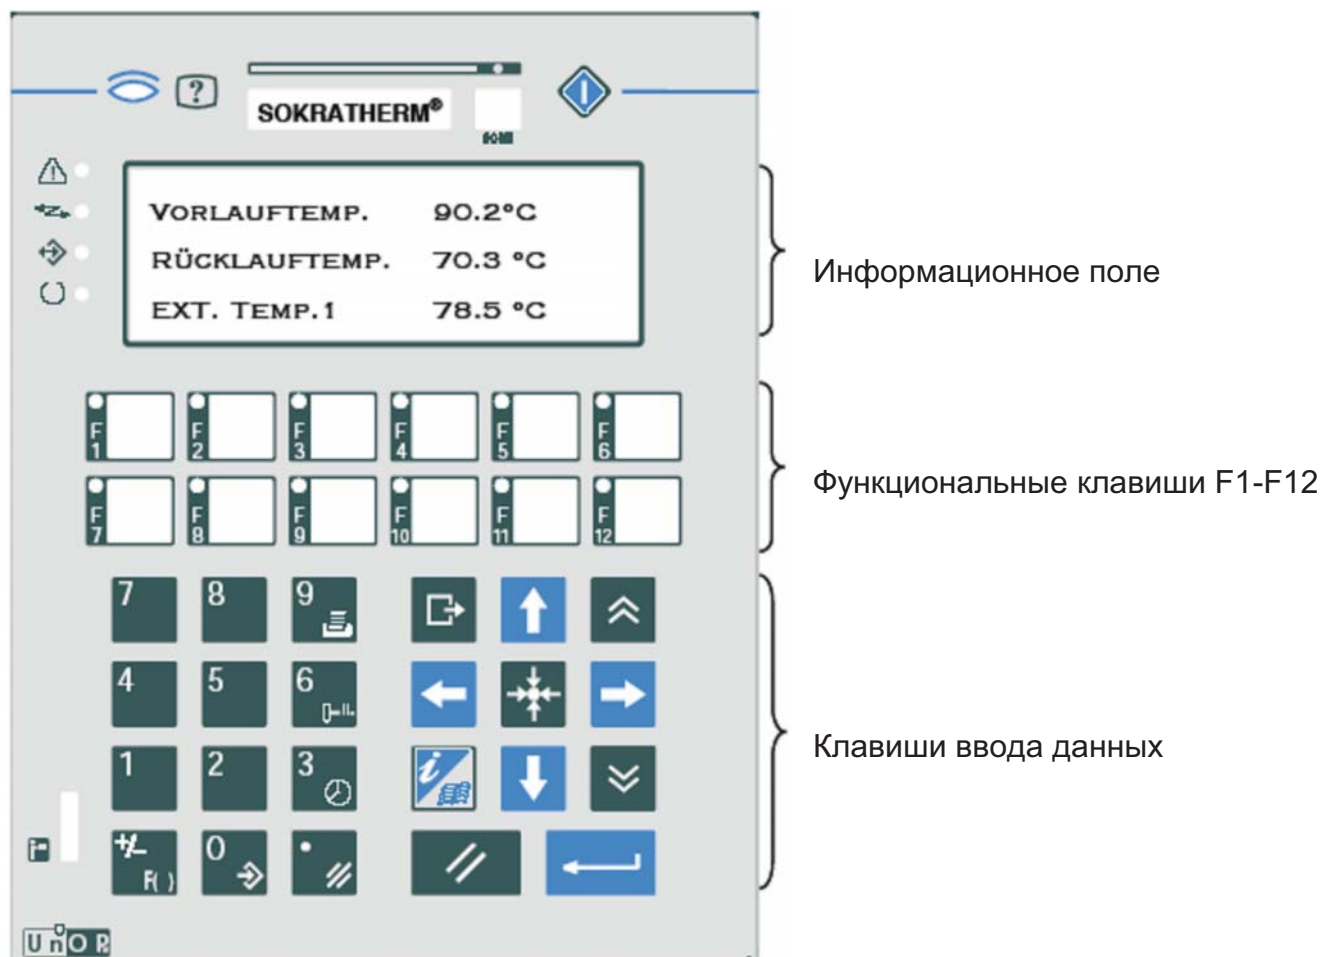 ?
SOKRATHERM®
VORLAUFTEMP. 90.2°C
RÜCKLAUFTEMP. 70.3 °C
EXT. TEMP.1 78.5 °C
Информационное поле
F1 F2 F3 F4 F5 F6
Функциональные клавиши F1-F12
F7 F8 F9 F10 F11 F12
7 8 9
4 5 6
Клавиши ввода данных
1 2 3 i
+/- F( ) 0 •
UnOP